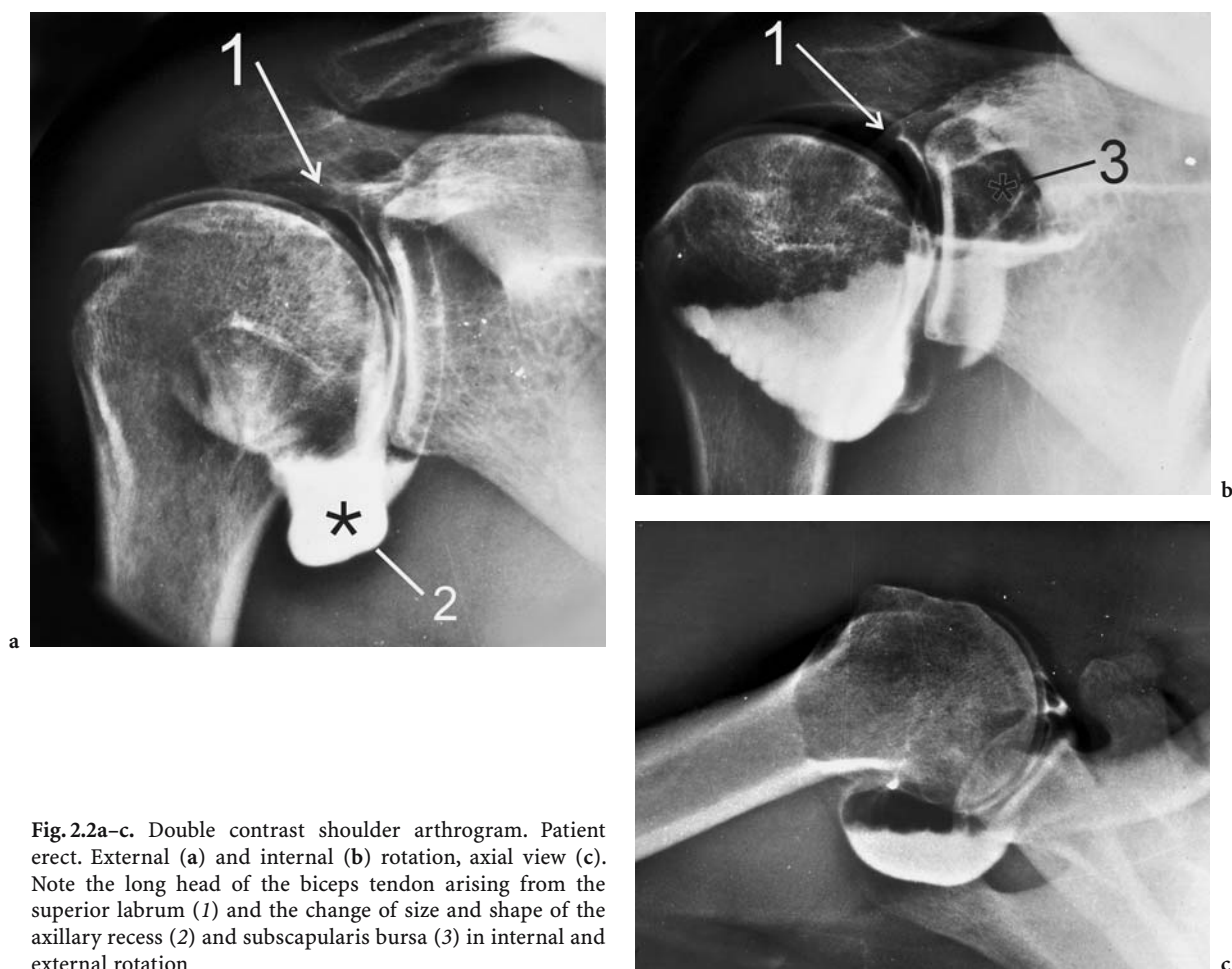 1
*
2
a
1
*
3
b
c
Fig. 2.2a–c. Double contrast shoulder arthrogram. Patient
erect. External (a) and internal (b) rotation, axial view (c).
Note the long head of the biceps tendon arising from the
superior labrum (1) and the change of size and shape of the
axillary recess (2) and subscapularis bursa (3) in internal and
external rotation